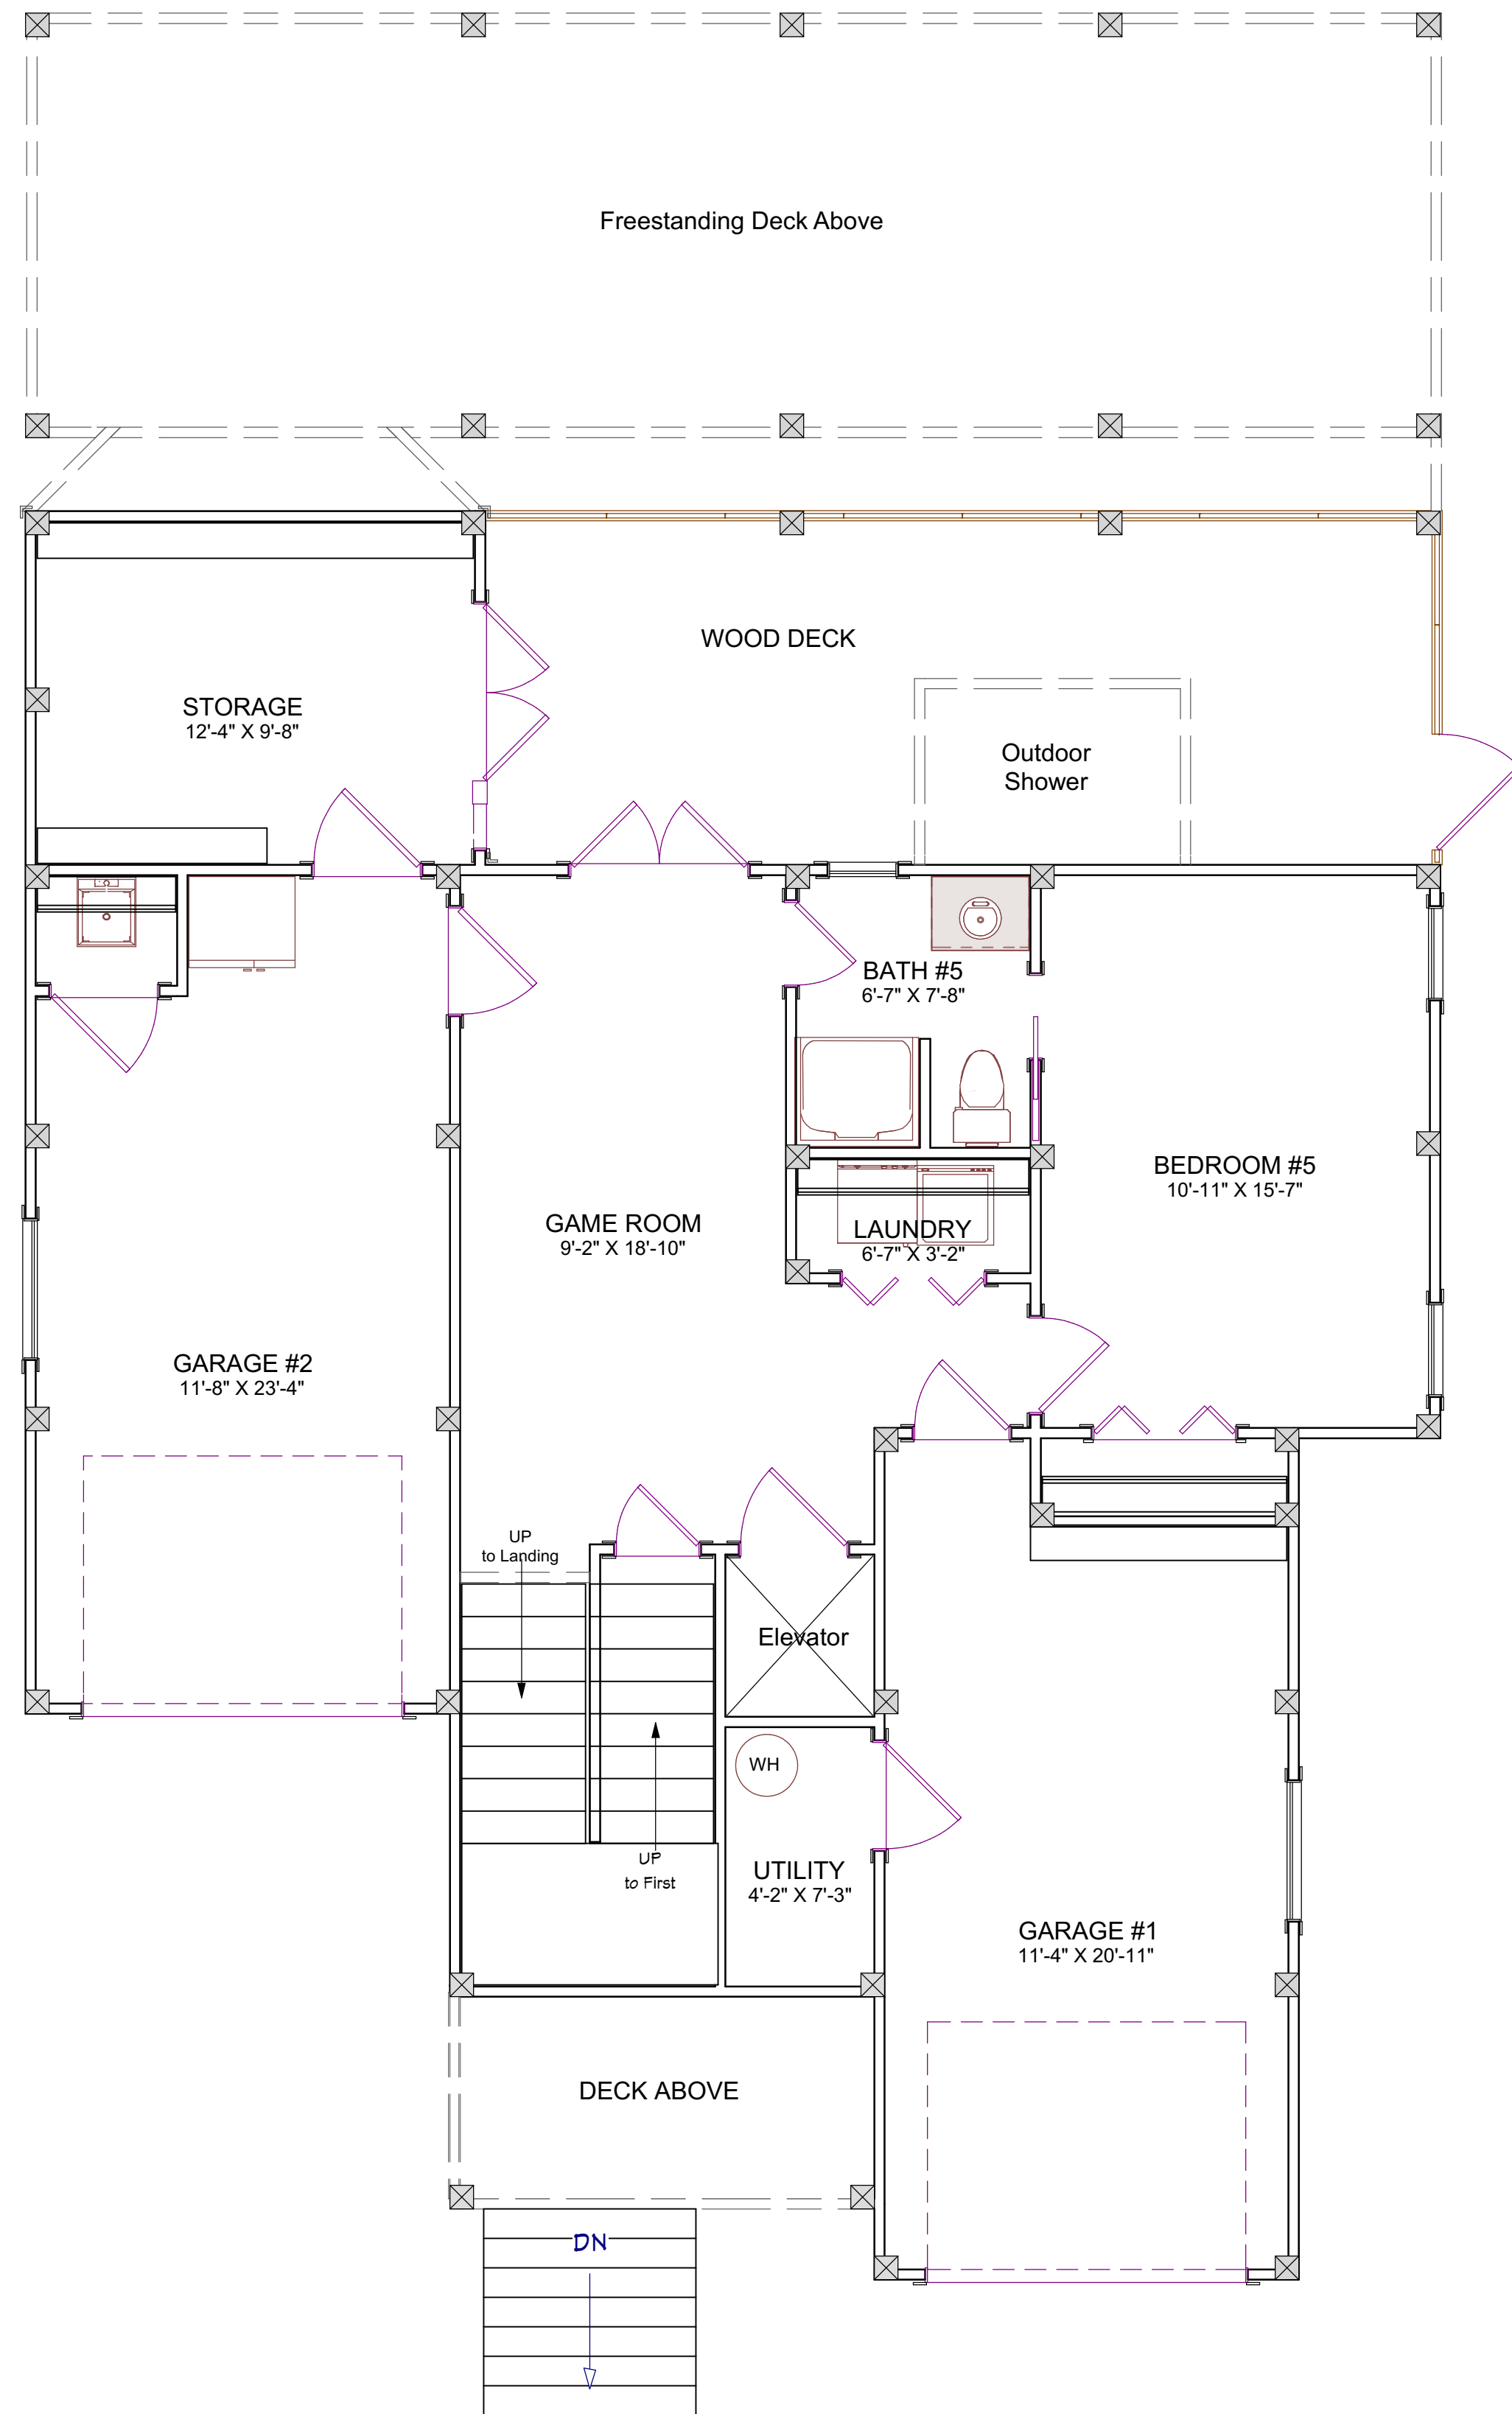 Freestanding Deck Above
WOOD DECK
STORAGE
12'-4" X 9'-8"
Outdoor
Shower
BATH #5
6'-7" X 7'-8"
BEDROOM #5
10'-11" X 15'-7"
GAME ROOM
9'-2" X 18'-10"
LAUNDRY
6'-7" X 3'-2"
GARAGE #2
11'-8" X 23'-4"
UP
to Landing
Elevator
WH
UP
to First
UTILITY
4'-2" X 7'-3"
GARAGE #1
11'-4" X 20'-11"
DECK ABOVE
DN